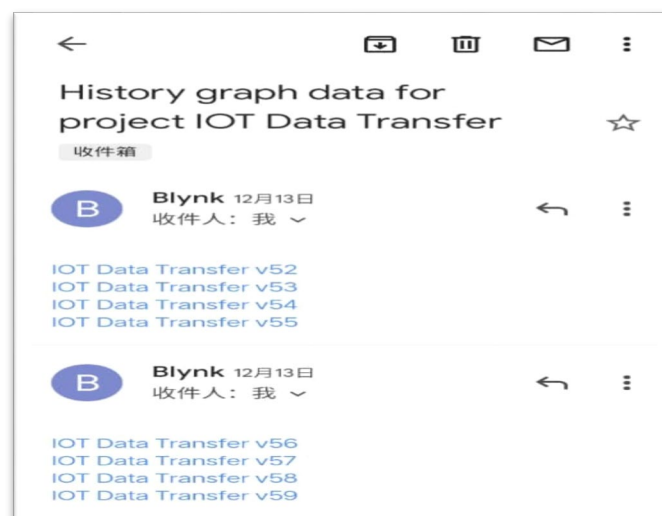 History graph data for
project IOT Data Transfer
收件箱
B
Blynk 12月13日
收件人：我
IOT Data Transfer v52
IOT Data Transfer v53
IOT Data Transfer v54
IOT Data Transfer v55
B
Blynk 12月13日
收件人：我
IOT Data Transfer v56
IOT Data Transfer v57
IOT Data Transfer v58
IOT Data Transfer v59